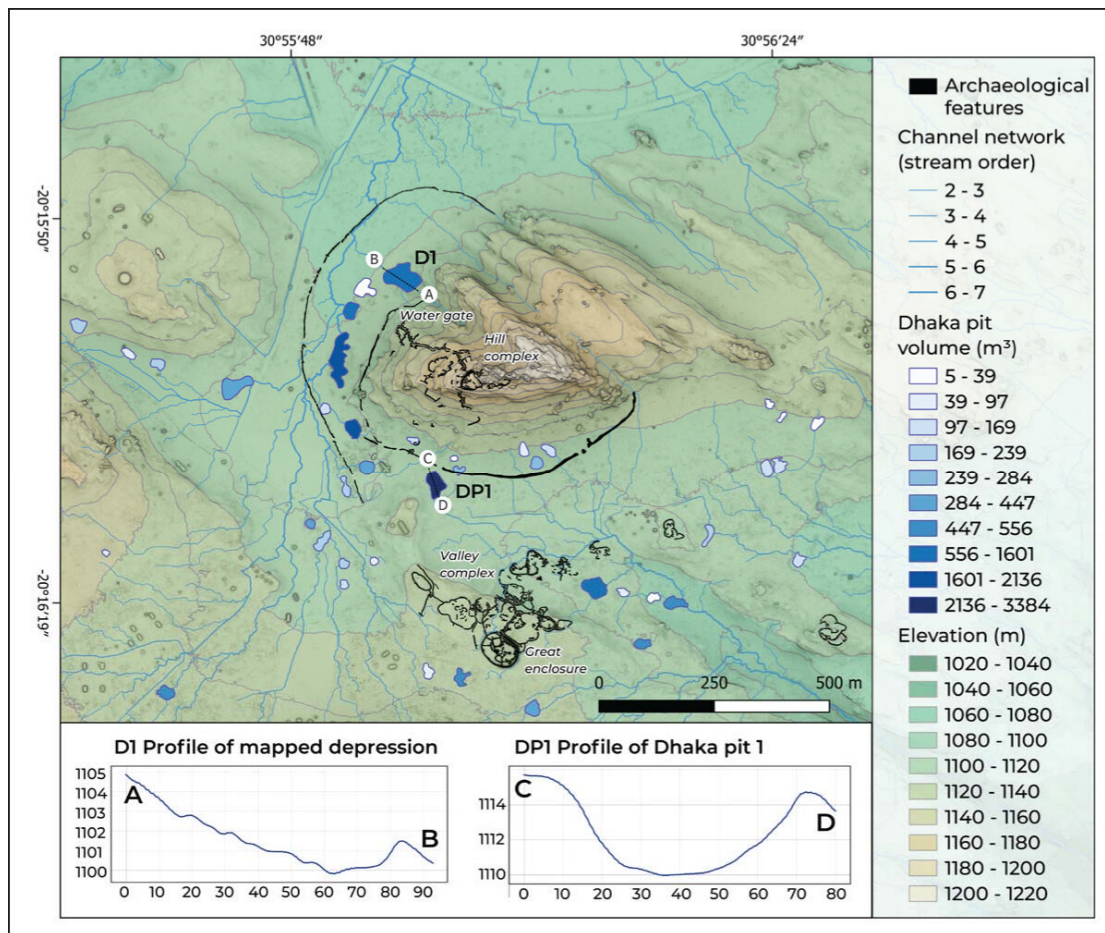 30°55′48″
30°56′24″
-20°15′50″
-20°16′19″
B
D1
A
Water gate
Hill
complex
C
DP1
D
Valley
complex
Great
enclosure
0
250
500 m
Archaeological
features
Channel network
(stream order)
2 - 3
3 - 4
4 - 5
5 - 6
6 - 7
Dhaka pit
volume (m³)
5 - 39
39 - 97
97 - 169
169 - 239
239 - 284
284 - 447
447 - 556
556 - 1601
1601 - 2136
2136 - 3384
Elevation (m)
1020 - 1040
1040 - 1060
1060 - 1080
1080 - 1100
1100 - 1120
1120 - 1140
1140 - 1160
1160 - 1180
1180 - 1200
1200 - 1220
D1 Profile of mapped depression
1105
1104
1103
1102
1101
1100
A
B
0 10 20 30 40 50 60 70 80 90
DP1 Profile of Dhaka pit 1
1114
1112
1110
C
D
0 10 20 30 40 50 60 70 80